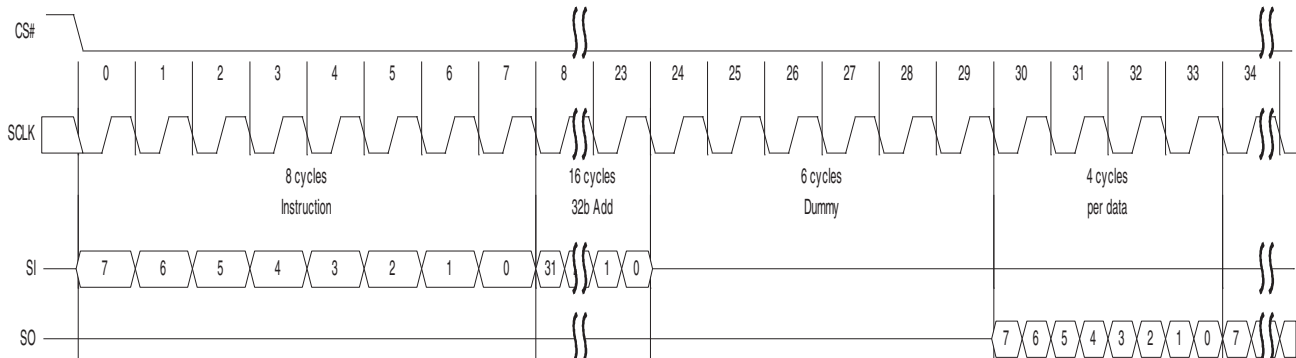 CS#
0 1 2 3 4 5 6 7 8 23 24 25 26 27 28 29 30 31 32 33 34
SCLK
8 cycles 16 cycles 6 cycles 4 cycles
Instruction 32b Add Dummy per data
SI 7 6 5 4 3 2 1 0 31 1 0
SO 7 6 5 4 3 2 1 0 7